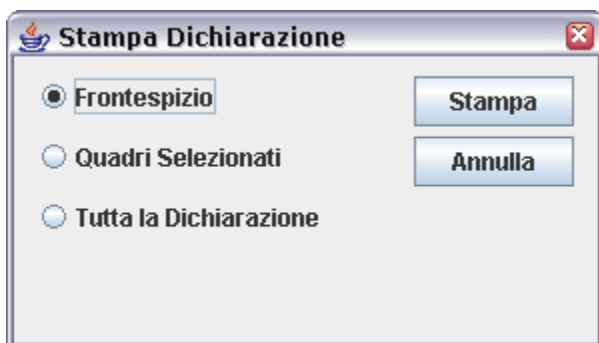 Stampa Dichiarazione
Frontespizio
Stampa
Quadri Selezionati
Annulla
Tutta la Dichiarazione